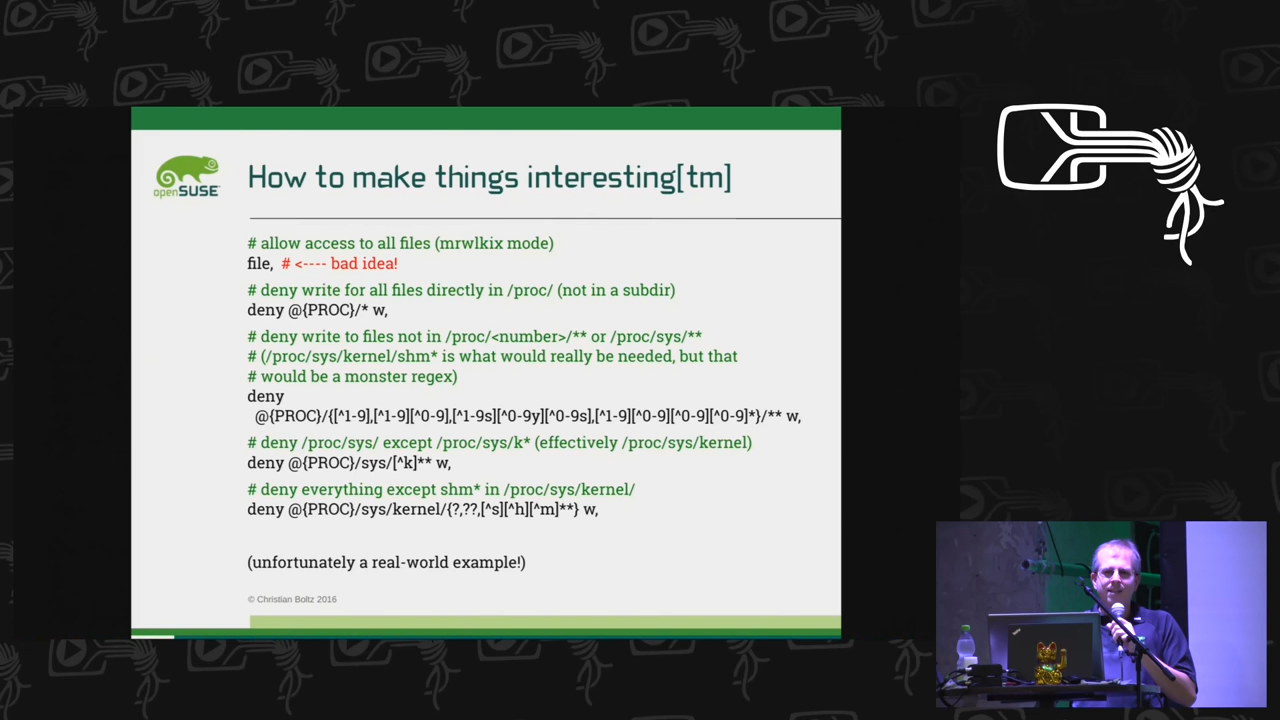 openSUSE
How to make things interesting[tm]
# allow access to all files (mrwlkix mode)
file,  # <---- bad idea!
# deny write for all files directly in /proc/ (not in a subdir)
deny @{PROC}/* w,
# deny write to files not in /proc/<number>/** or /proc/sys/**
# (/proc/sys/kernel/shm* is what would really be needed, but that
# would be a monster regex)
deny
@{PROC}/{[^1-9],[^1-9][^0-9],[^1-9s][^0-9y][^0-9s],[^1-9][^0-9][^0-9][^0-9]*}/** w,
# deny /proc/sys/ except /proc/sys/k* (effectively /proc/sys/kernel)
deny @{PROC}/sys/[^k]** w,
# deny everything except shm* in /proc/sys/kernel/
deny @{PROC}/sys/kernel/{?,??,[^s][^h][^m]**} w,
(unfortunately a real-world example!)
© Christian Boltz 2016